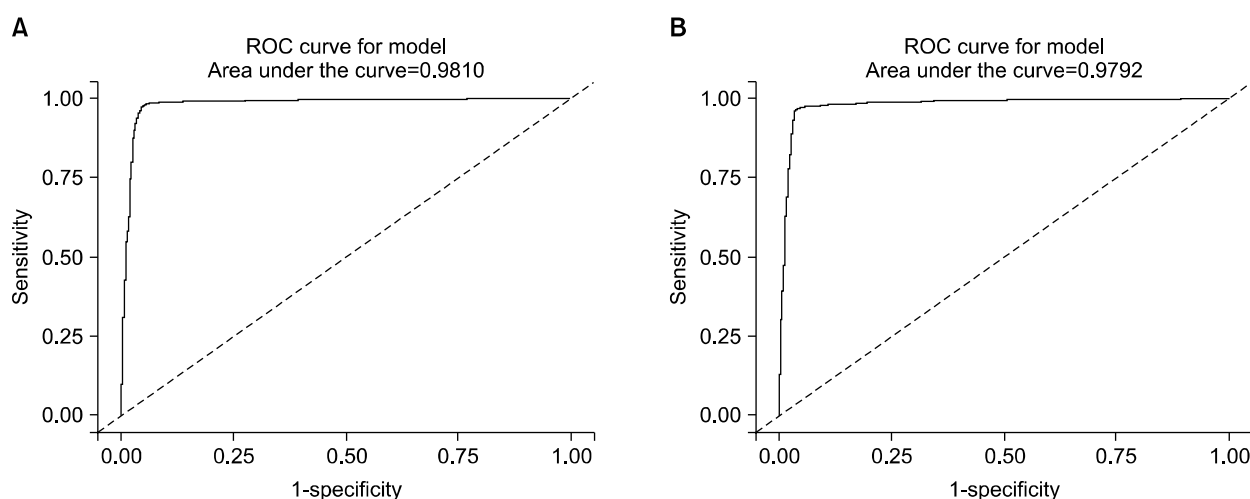 A
ROC curve for model
Area under the curve=0.9810
1.00
0.75
0.50
0.25
0.00
Sensitivity
0.00 0.25 0.50 0.75 1.00
1-specificity
B
ROC curve for model
Area under the curve=0.9792
1.00
0.75
0.50
0.25
0.00
Sensitivity
0.00 0.25 0.50 0.75 1.00
1-specificity